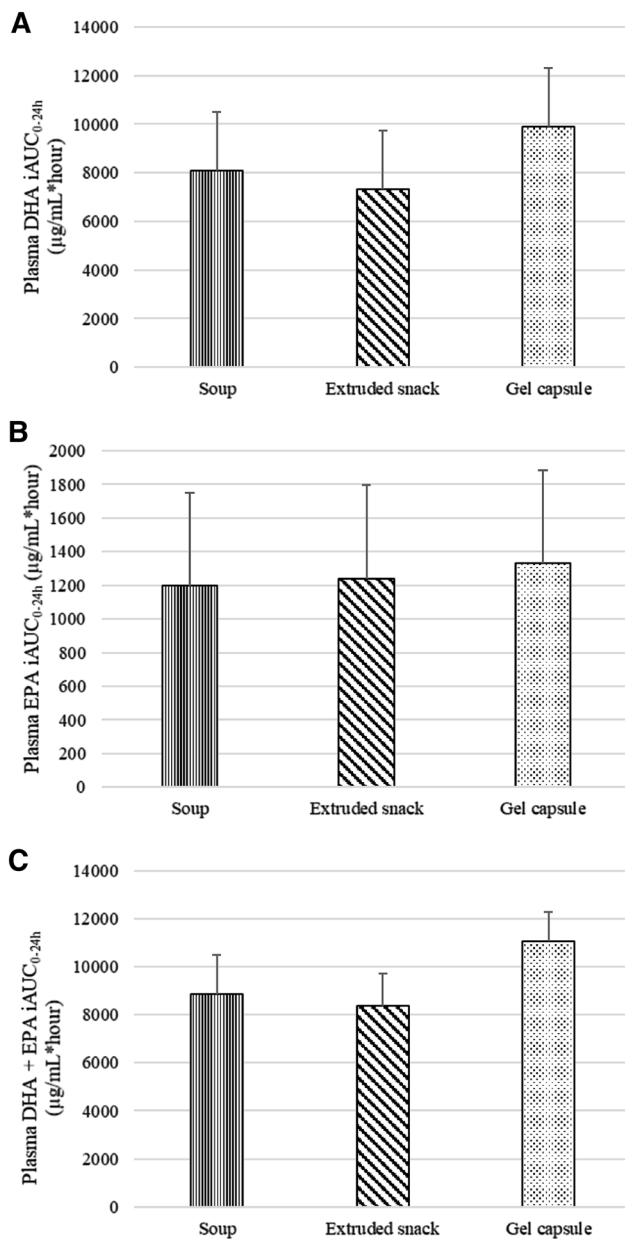 A
Plasma DHA iAUC0-24h
(µg/mL*hour)
14000
12000
10000
8000
6000
4000
2000
0
Soup Extruded snack Gel capsule
B
Plasma EPA iAUC0-24h (µg/mL*hour)
2000
1800
1600
1400
1200
1000
800
600
400
200
0
Soup Extruded snack Gel capsule
C
Plasma DHA + EPA iAUC0-24h
(µg/mL*hour)
14000
12000
10000
8000
6000
4000
2000
0
Soup Extruded snack Gel capsule